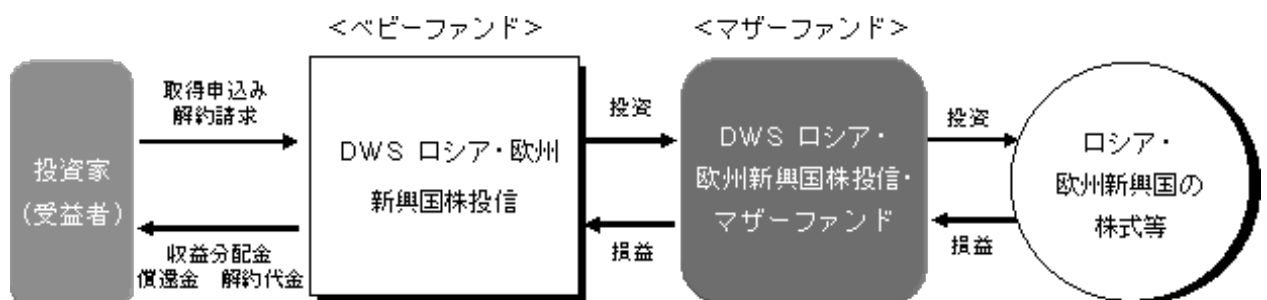 ＜ベビーファンド＞
＜マザーファンド＞
投資家
(受益者)
取得申込み
解約請求
収益分配金
償還金 解約代金
DWS ロシア・欧州
新興国株投信
投資
損益
DWS ロシア・
欧州新興国株投信・
マザーファンド
投資
損益
ロシア・
欧州新興国の
株式等